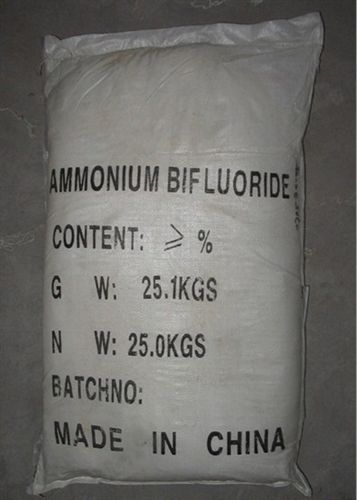 AMMONIUM BIFLUORIDE
CONTENT: ≥ %
G W: 25.1KGS
N W: 25.0KGS
BATCHNO:
MADE IN CHINA